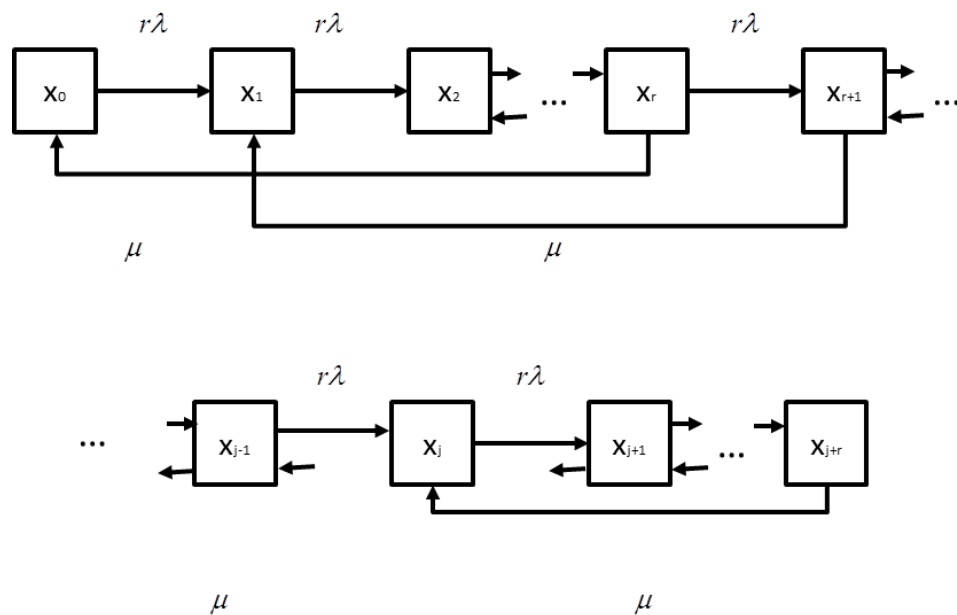 rλ rλ rλ
x₀ x₁ x₂ ... xᵣ xᵣ₊₁ ...
μ μ
rλ rλ
... xⱼ₋₁ xⱼ xⱼ₊₁ ... xⱼ₊ᵣ
μ μ